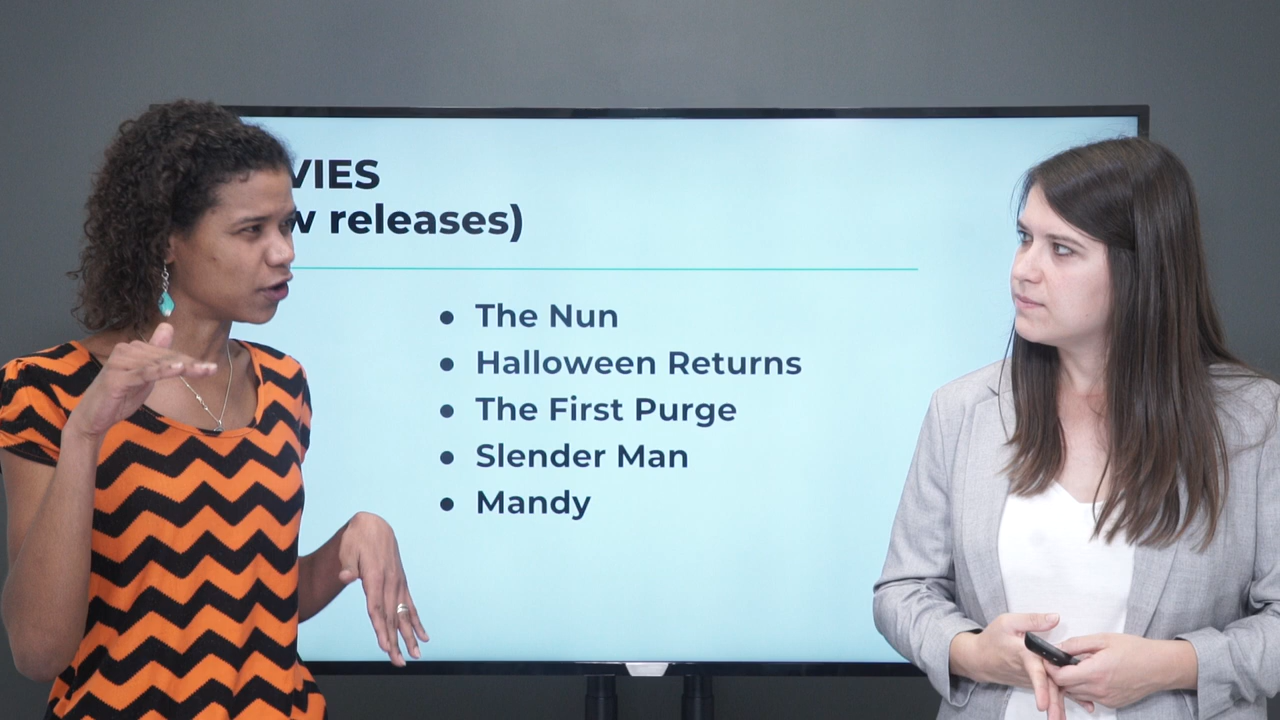 VIES
w releases)
The Nun
Halloween Returns
The First Purge
Slender Man
Mandy